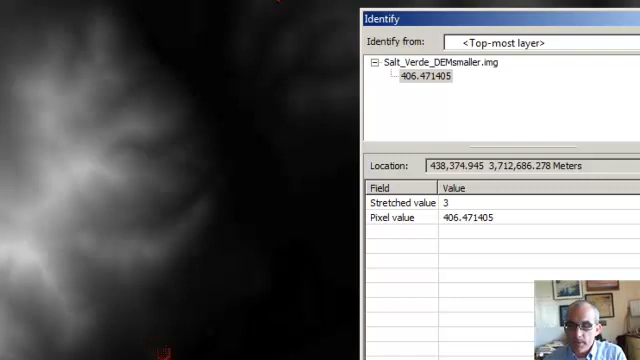 Identify
Identify from: <Top-most layer>
Salt_Verde_DEMsmaller.img
406.471405
Location: 438,374.945 3,712,686.278 Meters
Field Value
Stretched value 3
Pixel value 406.471405